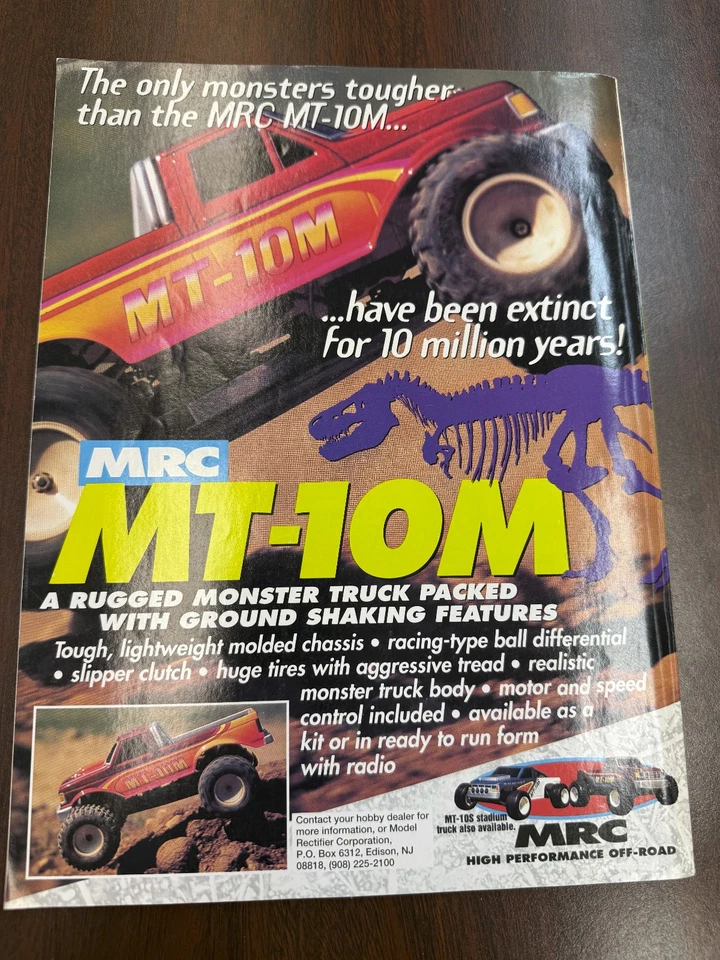 The only monsters tougher
than the MRC MT-10M...
MT-10M
...have been extinct
for 10 million years!
MRC
MT-10M
A RUGGED MONSTER TRUCK PACKED
WITH GROUND SHAKING FEATURES
Tough, lightweight molded chassis • racing-type ball differential
• slipper clutch • huge tires with aggressive tread • realistic
monster truck body • motor and speed
control included • available as a
kit or in ready to run form
with radio
MT-10M
Contact your hobby dealer for
more information, or Model
Rectifier Corporation,
P.O. Box 6312, Edison, NJ
08818, (908) 225-2100
MT-10S stadium
truck also available.
MRC
HIGH PERFORMANCE OFF-ROAD